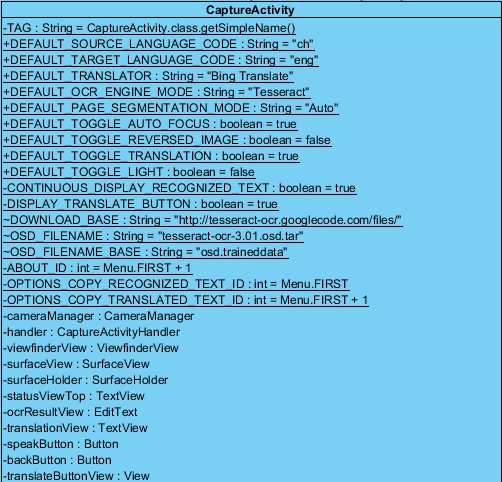 CaptureActivity
-TAG : String = CaptureActivity.class.getSimpleName()
+DEFAULT_SOURCE_LANGUAGE_CODE : String = "ch"
+DEFAULT_TARGET_LANGUAGE_CODE : String = "eng"
+DEFAULT_TRANSLATOR : String = "Bing Translate"
+DEFAULT_OCR_ENGINE_MODE : String = "Tesseract"
+DEFAULT_PAGE_SEGMENTATION_MODE : String = "Auto"
+DEFAULT_TOGGLE_AUTO_FOCUS : boolean = true
+DEFAULT_TOGGLE_REVERSED_IMAGE : boolean = false
+DEFAULT_TOGGLE_TRANSLATION : boolean = true
+DEFAULT_TOGGLE_LIGHT : boolean = false
-CONTINUOUS_DISPLAY_RECOGNIZED_TEXT : boolean = true
-DISPLAY_TRANSLATE_BUTTON : boolean = true
~DOWNLOAD_BASE : String = "http://tesseract-ocr.googlecode.com/files/"
~OSD_FILENAME : String = "tesseract-ocr-3.01.osd.tar"
~OSD_FILENAME_BASE : String = "osd.traineddata"
-ABOUT_ID : int = Menu.FIRST + 1
-OPTIONS_COPY_RECOGNIZED_TEXT_ID : int = Menu.FIRST
-OPTIONS_COPY_TRANSLATED_TEXT_ID : int = Menu.FIRST + 1
-cameraManager : CameraManager
-handler : CaptureActivityHandler
-viewfinderView : ViewfinderView
-surfaceView : SurfaceView
-surfaceHolder : SurfaceHolder
-statusViewTop : TextView
-ocrResultView : EditText
-translationView : TextView
-speakButton : Button
-backButton : Button
-translateButtonView : View